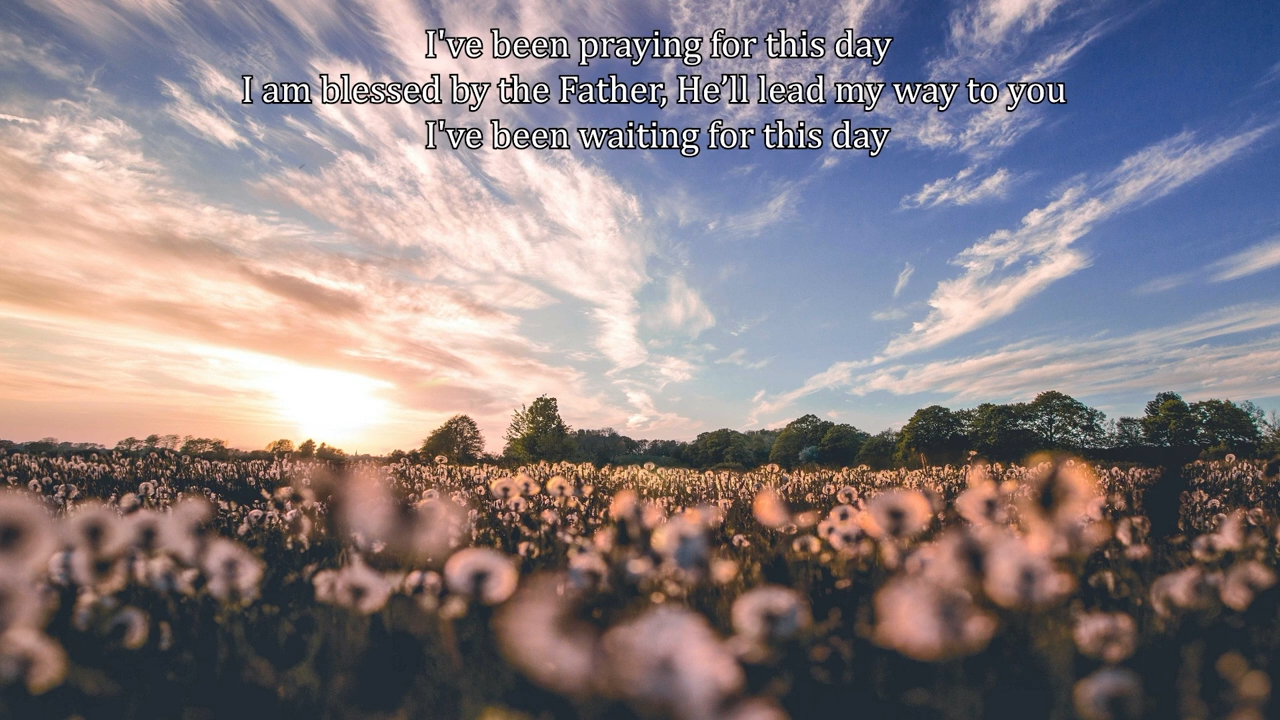 I've been praying for this day
I am blessed by the Father, He’ll lead my way to you
I've been waiting for this day